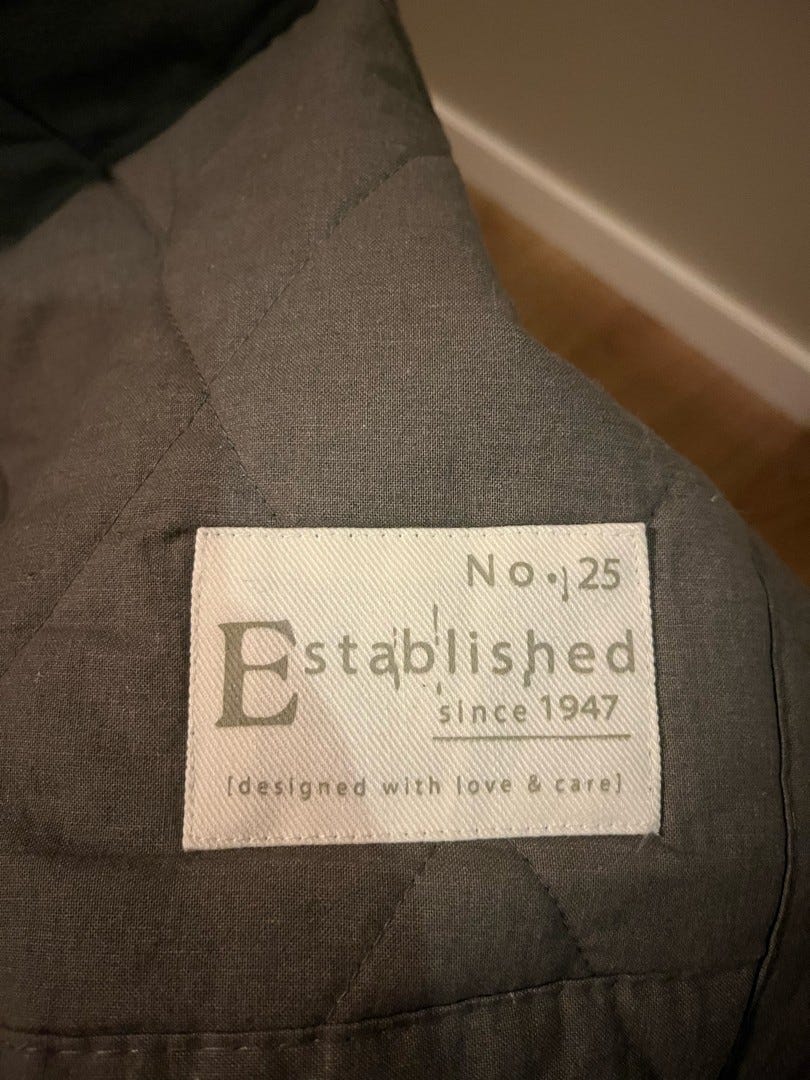 No. 25
Established
since 1947
[designed with love & care]